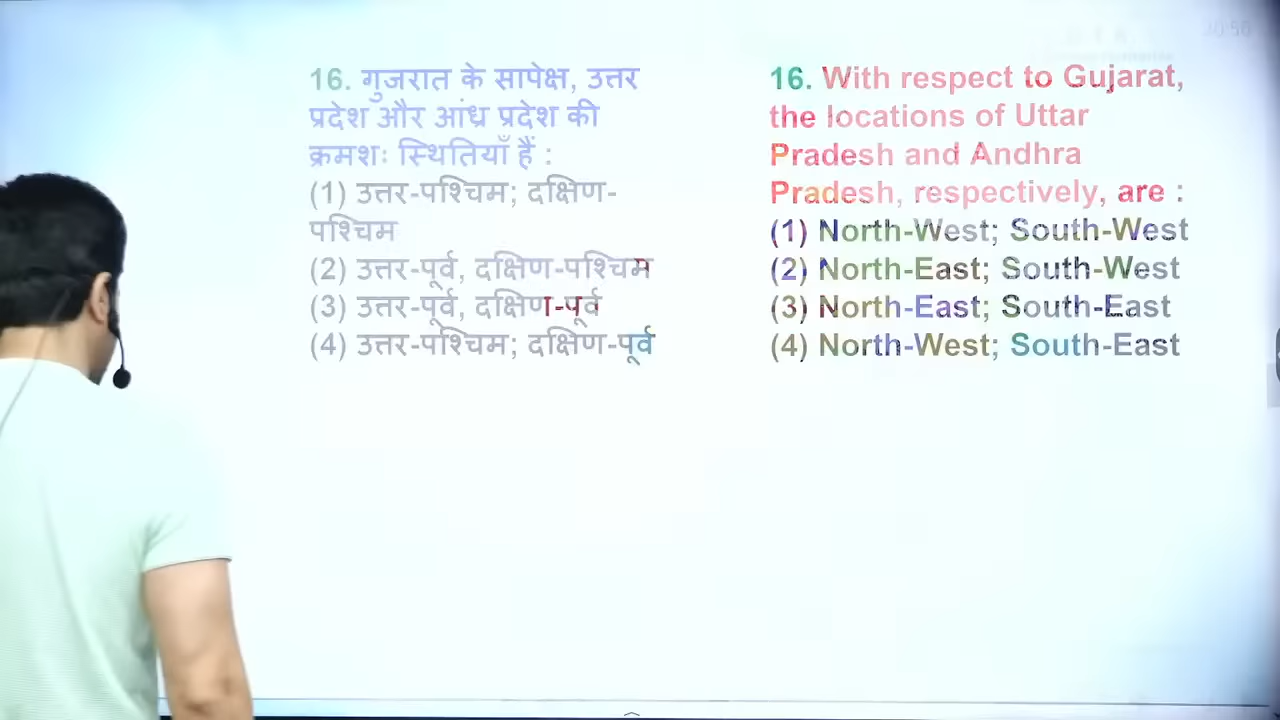 16. गुजरात के सापेक्ष, उत्तर
प्रदेश और आंध्र प्रदेश की
क्रमशः स्थितियाँ हैं :
(1) उत्तर-पश्चिम; दक्षिण-
पश्चिम
(2) उत्तर-पूर्व, दक्षिण-पश्चिम
(3) उत्तर-पूर्व, दक्षिण-पूर्व
(4) उत्तर-पश्चिम; दक्षिण-पूर्व
16. With respect to Gujarat,
the locations of Uttar
Pradesh and Andhra
Pradesh, respectively, are :
(1) North-West; South-West
(2) North-East; South-West
(3) North-East; South-East
(4) North-West; South-East